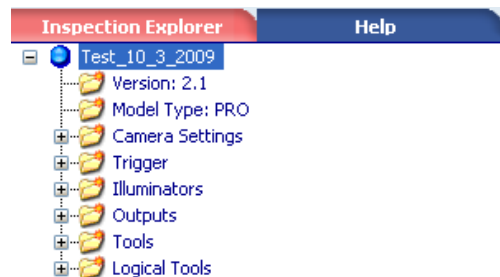 Inspection Explorer Help
Test_10_3_2009
Version: 2.1
Model Type: PRO
Camera Settings
Trigger
Illuminators
Outputs
Tools
Logical Tools